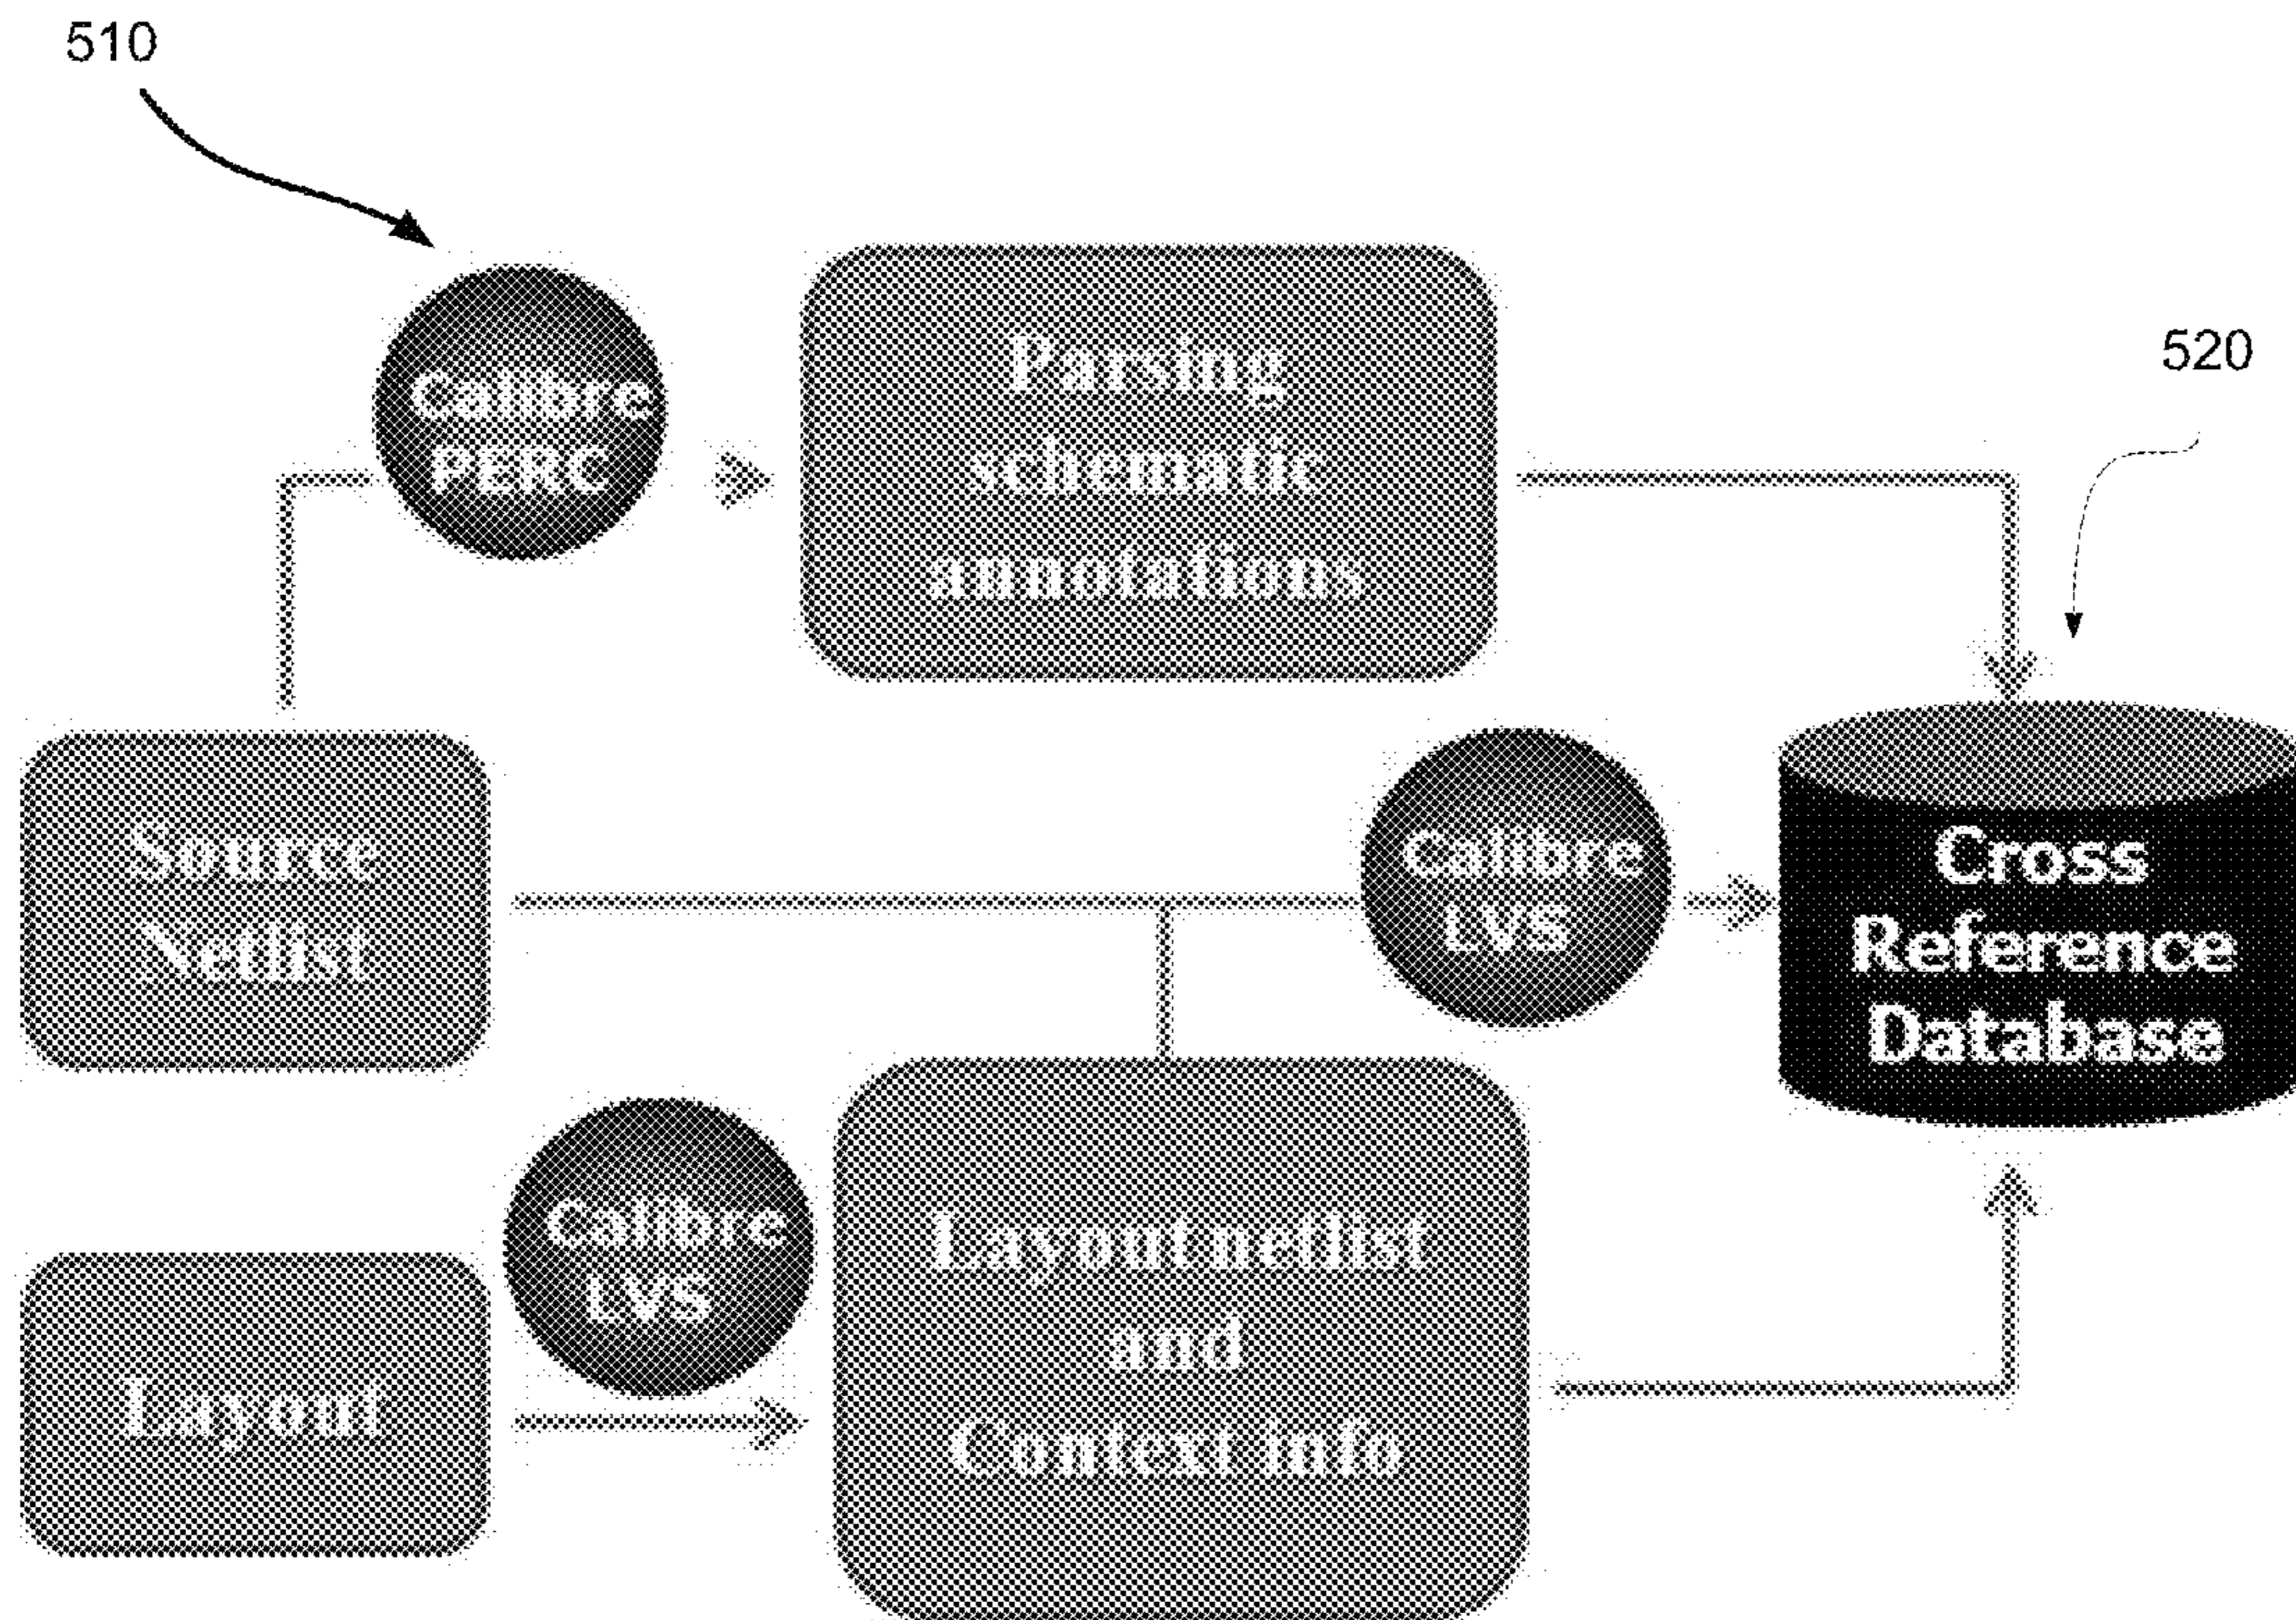 510
Calibre
PERC
Parsing
schematic
annotations
520
Source
Netlist
Calibre
LVS
Cross
Reference
Database
Calibre
LVS
Layout
Layout netlist
and
Context info